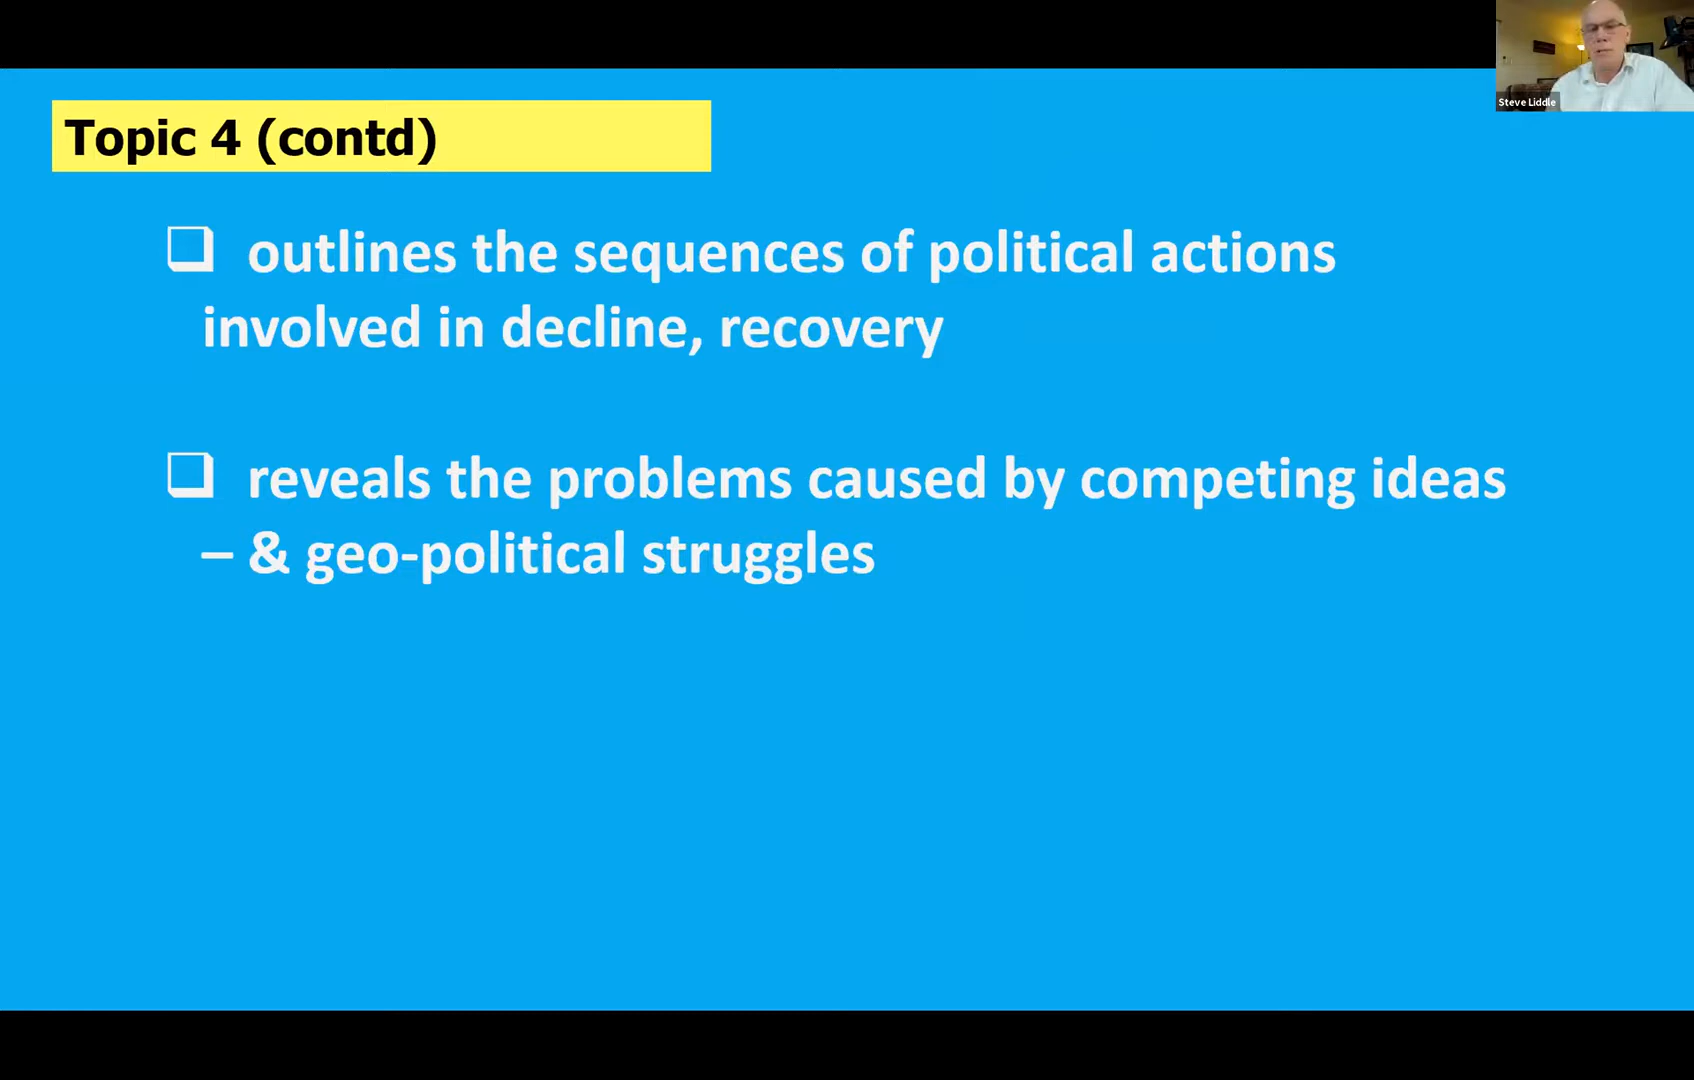 Steve Liddle
Topic 4 (contd)
❑ outlines the sequences of political actions
involved in decline, recovery
❑ reveals the problems caused by competing ideas
– & geo-political struggles